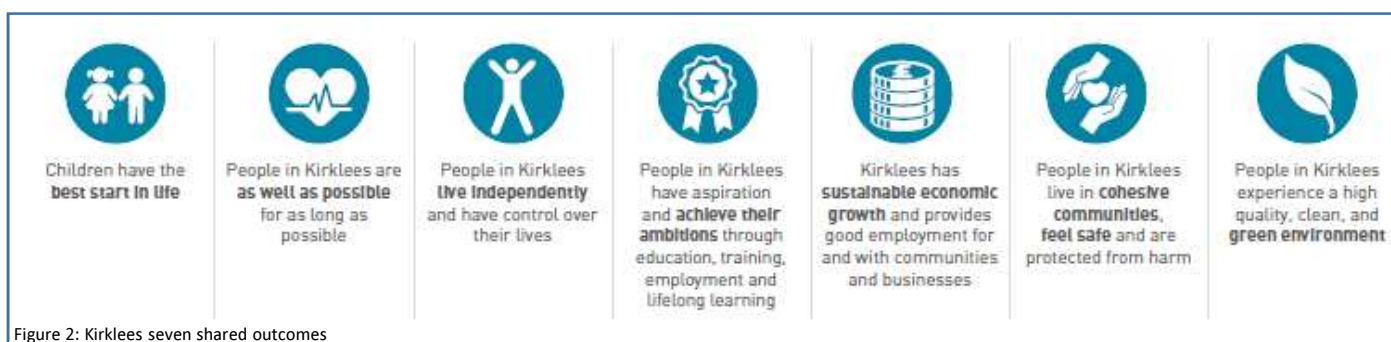 Children have the
best start in life
People in Kirklees are
as well as possible
for as long as
possible
People in Kirklees
live independently
and have control over
their lives
People in Kirklees
have aspiration
and achieve their
ambitions through
education, training,
employment and
lifelong learning
Kirklees has
sustainable economic
growth and provides
good employment for
and with communities
and businesses
People in Kirklees
live in cohesive
communities,
feel safe and are
protected from harm
People in Kirklees
experience a high
quality, clean, and
green environment
Figure 2: Kirklees seven shared outcomes